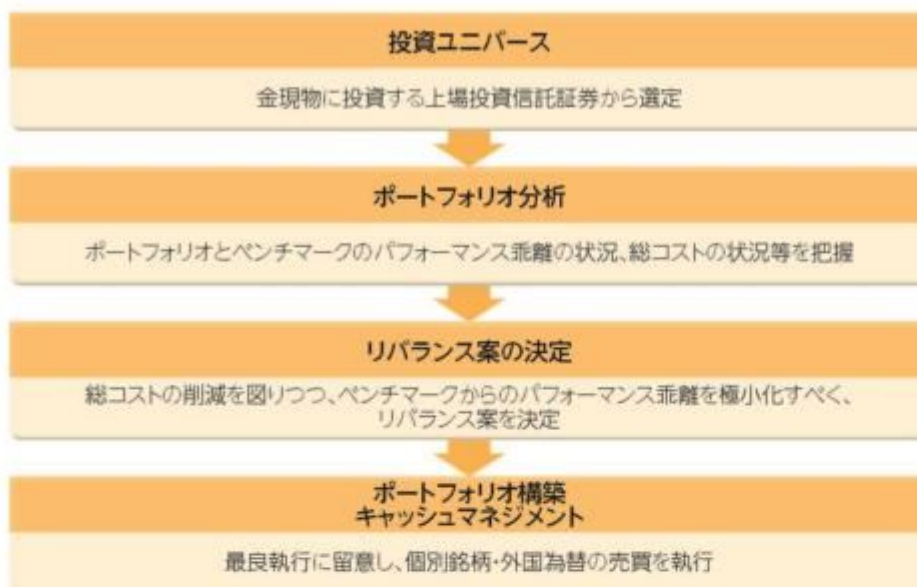 投資ユニバース
金現物に投資する上場投資信託証券から選定
ポートフォリオ分析
ポートフォリオとベンチマークのパフォーマンス乖離の状況、総コストの状況等を把握
リバランス案の決定
総コストの削減を図りつつ、ベンチマークからのパフォーマンス乖離を極小化すべく、
リバランス案を決定
ポートフォリオ構築
キャッシュマネジメント
最良執行に留意し、個別銘柄・外国為替の売買を執行